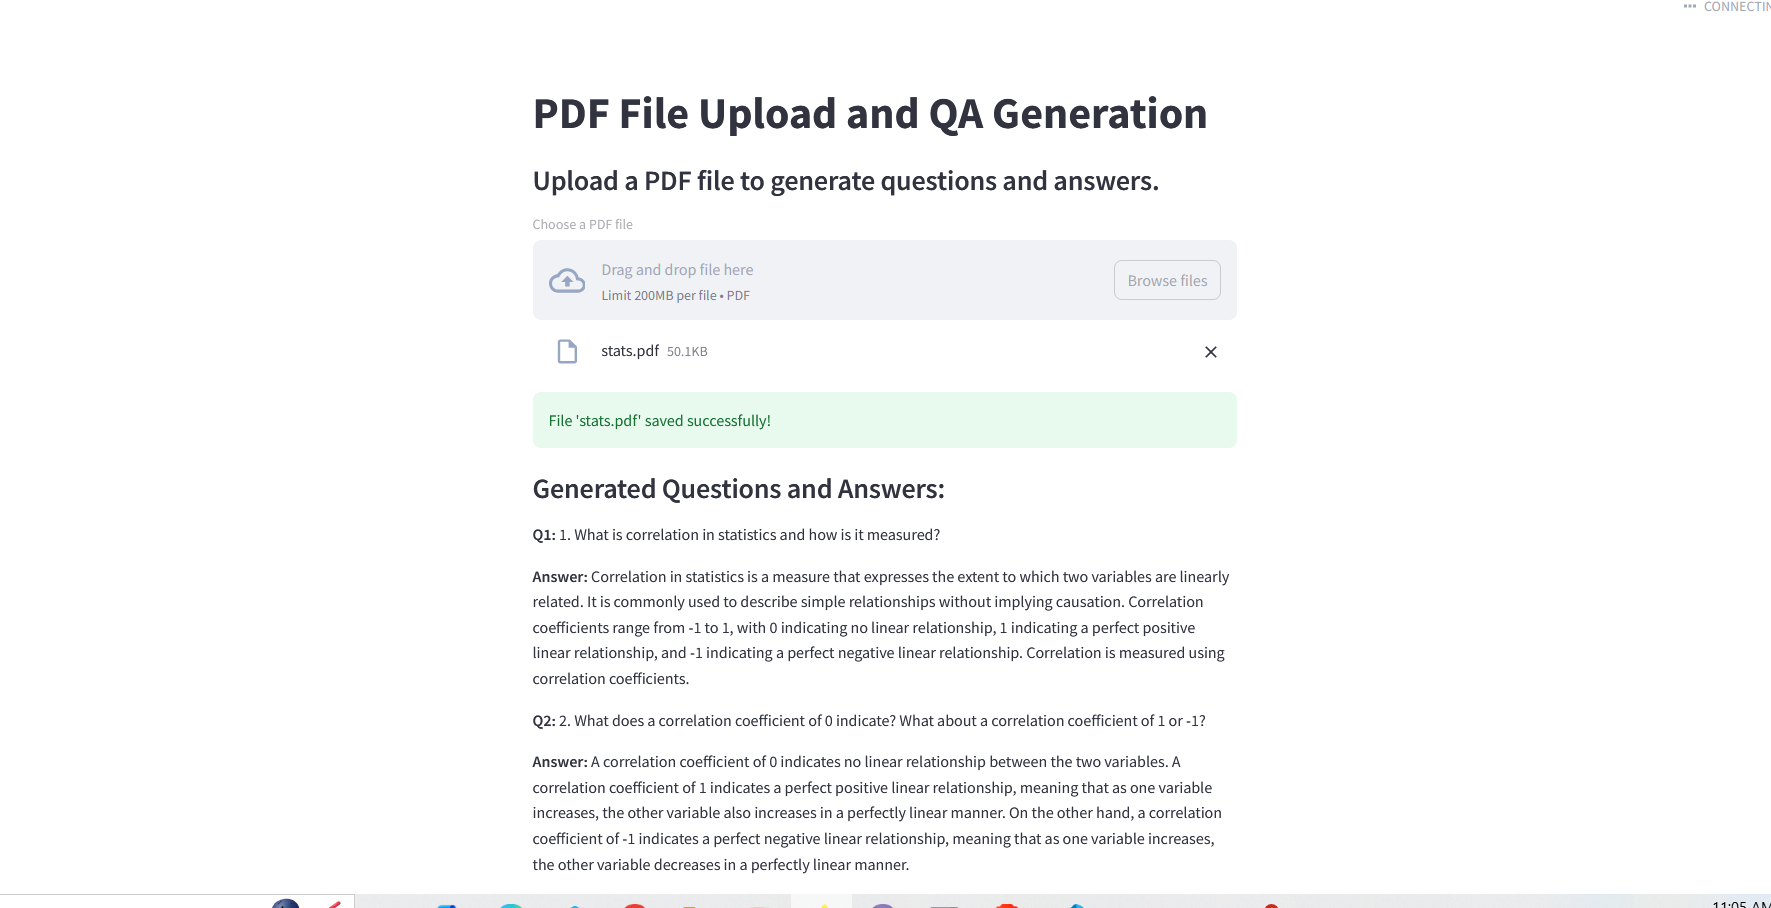 CONNECTIN
PDF File Upload and QA Generation
Upload a PDF file to generate questions and answers.
Choose a PDF file
Drag and drop file here
Limit 200MB per file • PDF
Browse files
stats.pdf 50.1KB
File 'stats.pdf' saved successfully!
Generated Questions and Answers:
Q1: 1. What is correlation in statistics and how is it measured?
Answer: Correlation in statistics is a measure that expresses the extent to which two variables are linearly
related. It is commonly used to describe simple relationships without implying causation. Correlation
coefficients range from -1 to 1, with 0 indicating no linear relationship, 1 indicating a perfect positive
linear relationship, and -1 indicating a perfect negative linear relationship. Correlation is measured using
correlation coefficients.
Q2: 2. What does a correlation coefficient of 0 indicate? What about a correlation coefficient of 1 or -1?
Answer: A correlation coefficient of 0 indicates no linear relationship between the two variables. A
correlation coefficient of 1 indicates a perfect positive linear relationship, meaning that as one variable
increases, the other variable also increases in a perfectly linear manner. On the other hand, a correlation
coefficient of -1 indicates a perfect negative linear relationship, meaning that as one variable increases,
the other variable decreases in a perfectly linear manner.
11:05 AM